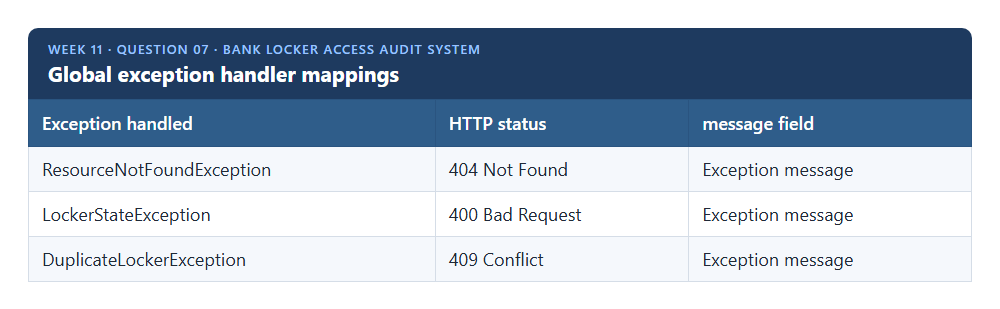 WEEK 11 · QUESTION 07 · BANK LOCKER ACCESS AUDIT SYSTEM
Global exception handler mappings
Exception handled HTTP status message field
ResourceNotFoundException 404 Not Found Exception message
LockerStateException 400 Bad Request Exception message
DuplicateLockerException 409 Conflict Exception message